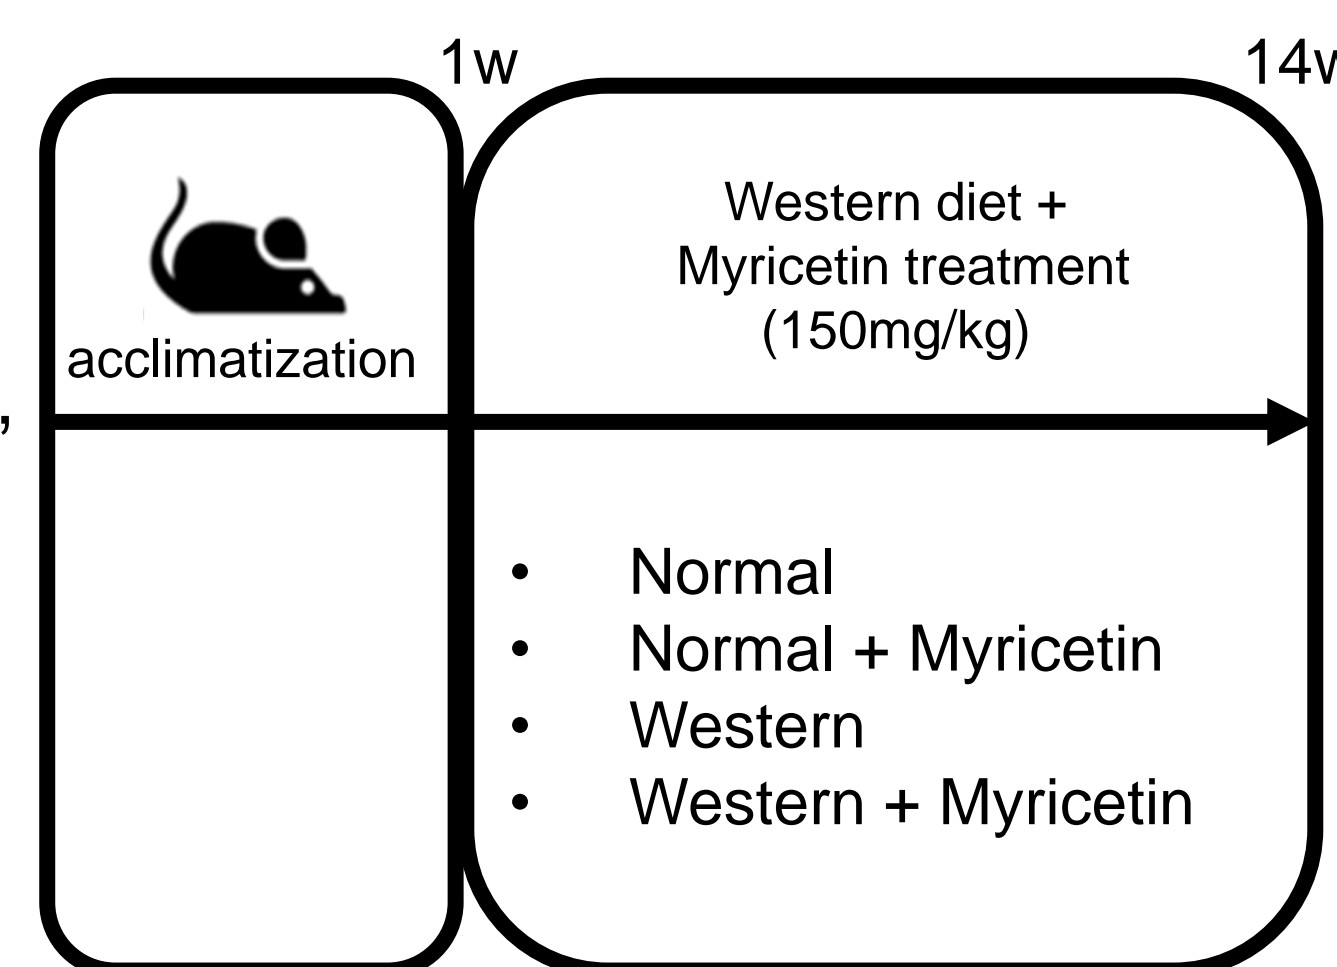 1w
14w
Western diet +
Myricetin treatment
(150mg/kg)
acclimatization
,
• Normal
• Normal + Myricetin
• Western
• Western + Myricetin